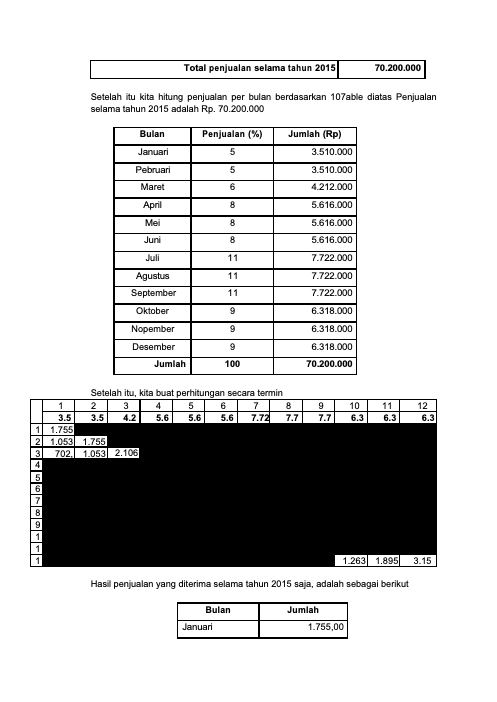 Total penjualan selama tahun 2015 70.200.000
Setelah itu kita hitung penjualan per bulan berdasarkan 107able diatas Penjualan
selama tahun 2015 adalah Rp. 70.200.000
Bulan Penjualan (%) Jumlah (Rp)
Januari 5 3.510.000
Pebruari 5 3.510.000
Maret 6 4.212.000
April 8 5.616.000
Mei 8 5.616.000
Juni 8 5.616.000
Juli 11 7.722.000
Agustus 11 7.722.000
September 11 7.722.000
Oktober 9 6.318.000
Nopember 9 6.318.000
Desember 9 6.318.000
Jumlah 100 70.200.000
Setelah itu, kita buat perhitungan secara termin
1 2 3 4 5 6 7 8 9 10 11 12
3.5 3.5 4.2 5.6 5.6 5.6 7.72 7.7 7.7 6.3 6.3 6.3
1 1.755
2 1.053 1.755
3 702, 1.053 2.106
4
5
6
7
8
9
1
1
1 1.263 1.895 3.15
Hasil penjualan yang diterima selama tahun 2015 saja, adalah sebagai berikut
Bulan Jumlah
Januari 1.755,00